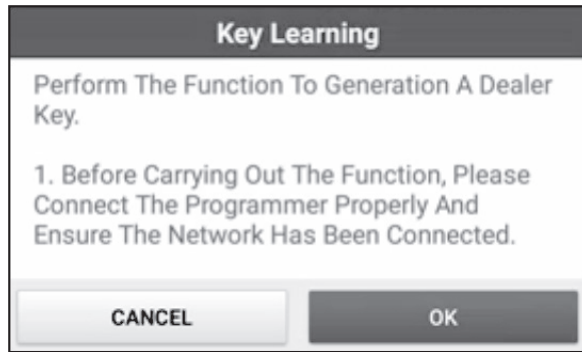 Key Learning
Perform The Function To Generation A Dealer
Key.
1. Before Carrying Out The Function, Please
Connect The Programmer Properly And
Ensure The Network Has Been Connected.
CANCEL
OK